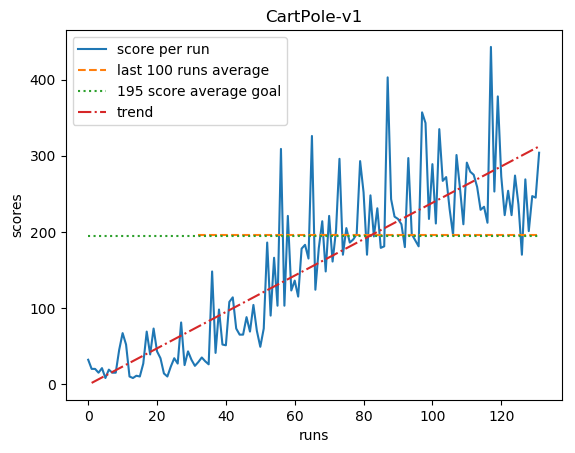 CartPole-v1
score per run
last 100 runs average
195 score average goal
trend
scores
400
300
200
100
0
0 20 40 60 80 100 120
runs